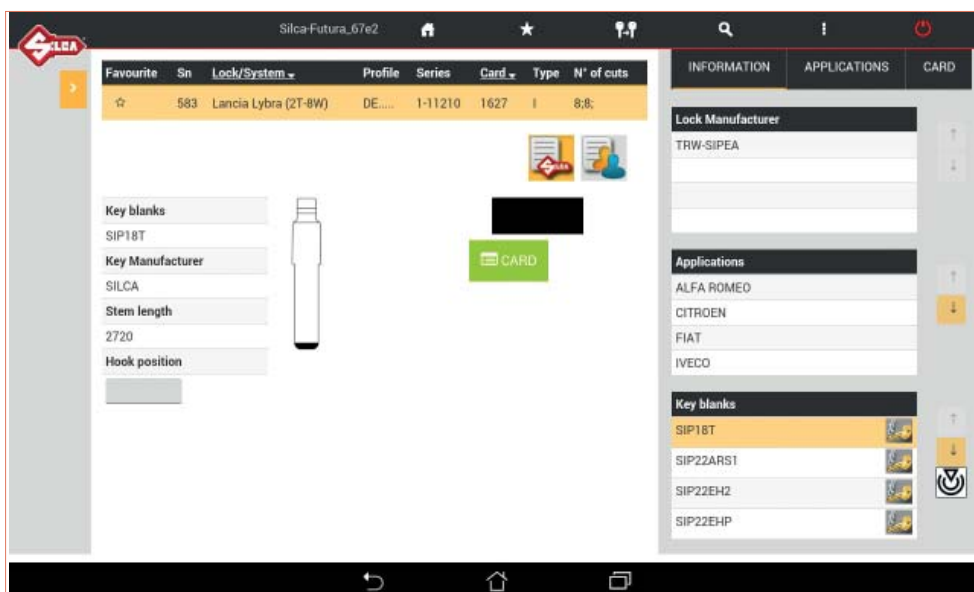 SILCA
Silca-Futura_67e2
Favourite Sn Lock/System Profile Series Card Type N° of cuts
583 Lancia Lybra (2T-8W) DE..... 1-11210 1627 I 8;8;
Key blanks
SIP18T
Key Manufacturer
SILCA
Stem length
2720
Hook position
CARD
INFORMATION APPLICATIONS CARD
Lock Manufacturer
TRW-SIPEA
Applications
ALFA ROMEO
CITROEN
FIAT
IVECO
Key blanks
SIP18T
SIP22ARS1
SIP22EH2
SIP22EHP